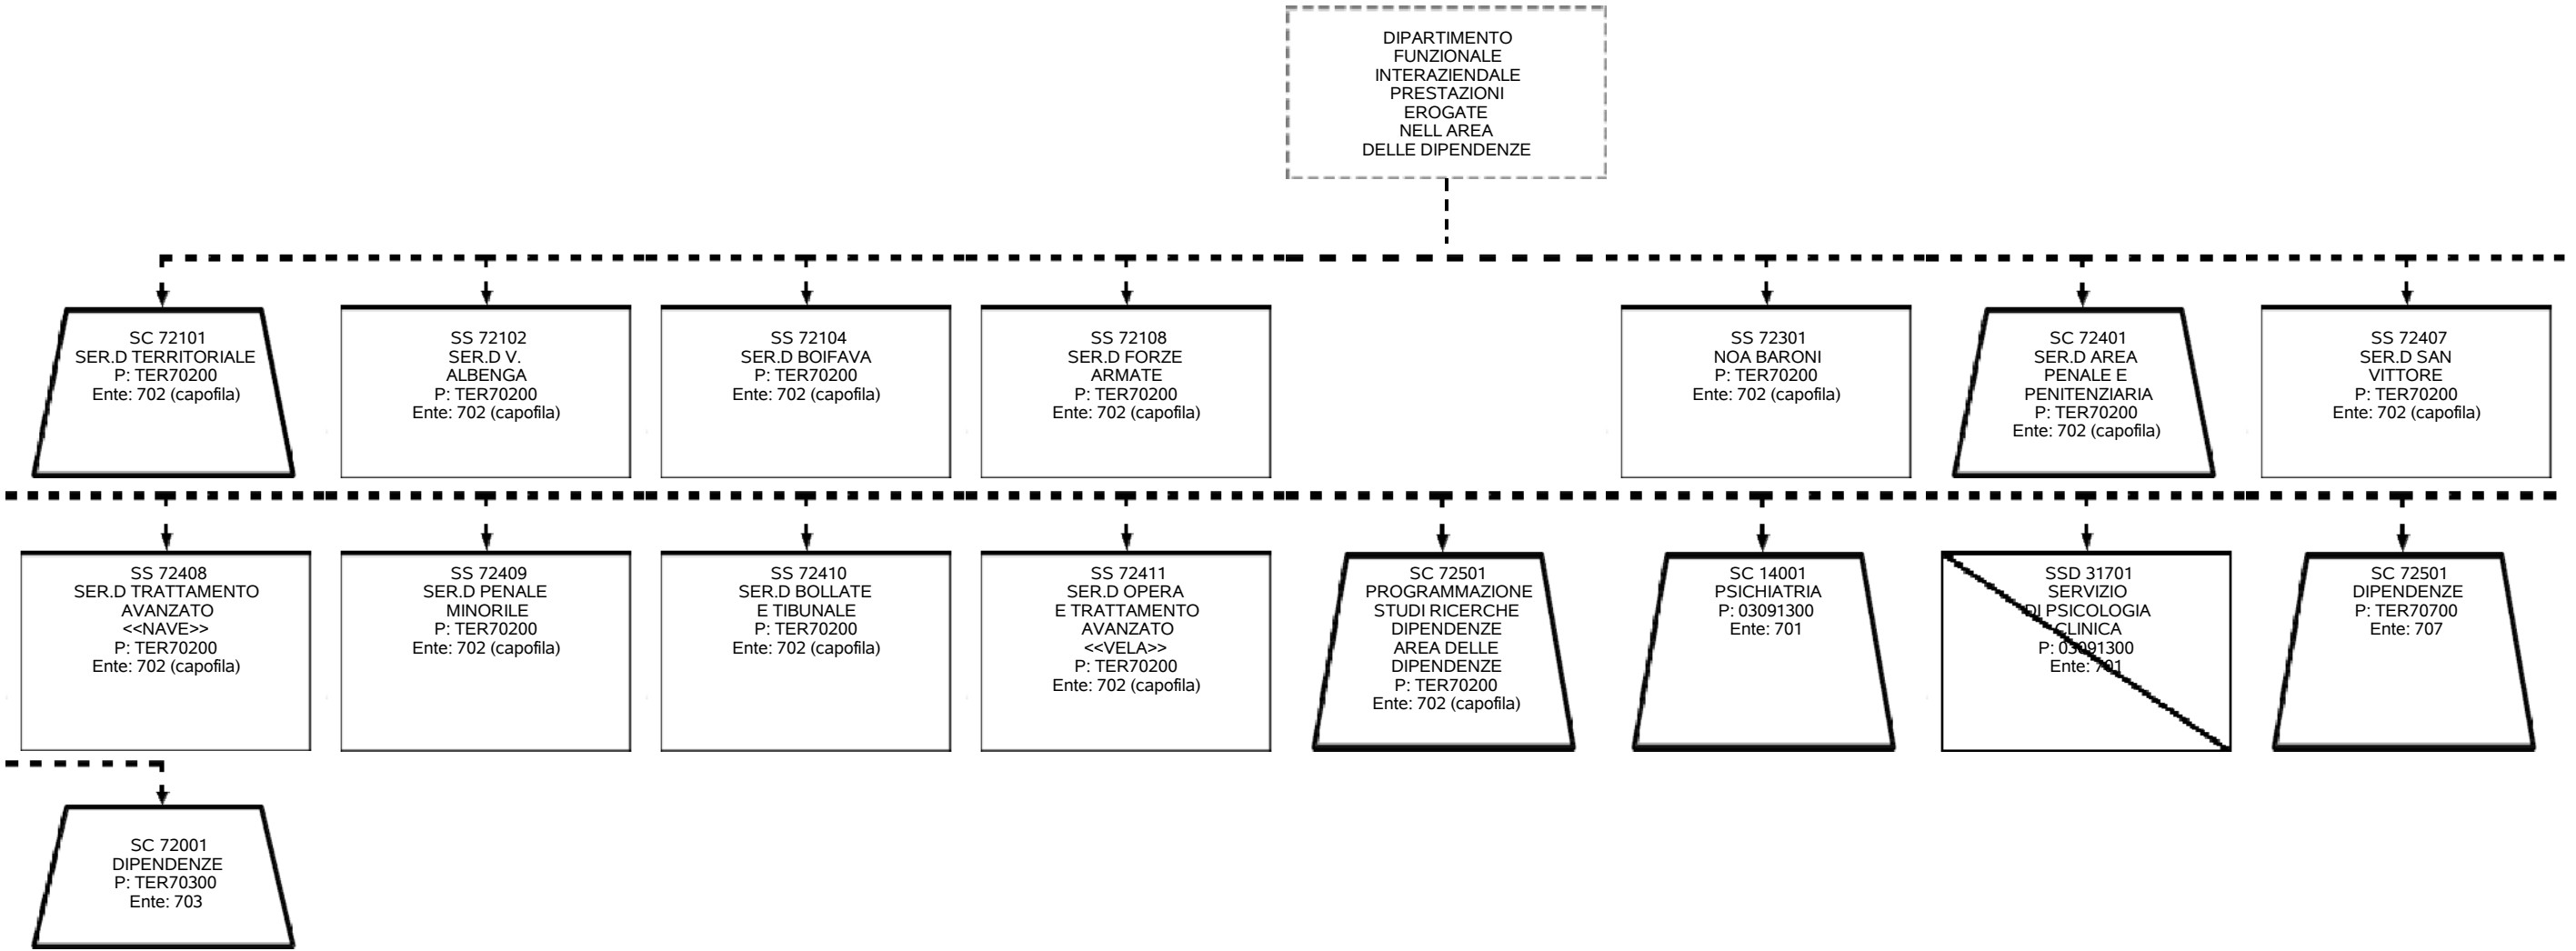 DIPARTIMENTO
FUNZIONALE
INTERAZIENDALE
PRESTAZIONI
EROGATE
NELL AREA
DELLE DIPENDENZE
SC 72101
SER.D TERRITORIALE
P: TER70200
Ente: 702 (capofila)
SS 72102
SER.D V.
ALBENGA
P: TER70200
Ente: 702 (capofila)
SS 72104
SER.D BOIFAVA
P: TER70200
Ente: 702 (capofila)
SS 72108
SER.D FORZE
ARMATE
P: TER70200
Ente: 702 (capofila)
SS 72301
NOA BARONI
P: TER70200
Ente: 702 (capofila)
SC 72401
SER.D AREA
PENALE E
PENITENZIARIA
P: TER70200
Ente: 702 (capofila)
SS 72407
SER.D SAN
VITTORE
P: TER70200
Ente: 702 (capofila)
SS 72408
SER.D TRATTAMENTO
AVANZATO
<<NAVE>>
P: TER70200
Ente: 702 (capofila)
SS 72409
SER.D PENALE
MINORILE
P: TER70200
Ente: 702 (capofila)
SS 72410
SER.D BOLLATE
E TIBUNALE
P: TER70200
Ente: 702 (capofila)
SS 72411
SER.D OPERA
E TRATTAMENTO
AVANZATO
<<VELA>>
P: TER70200
Ente: 702 (capofila)
SC 72501
PROGRAMMAZIONE
STUDI RICERCHE
DIPENDENZE
AREA DELLE
DIPENDENZE
P: TER70200
Ente: 702 (capofila)
SC 14001
PSICHIATRIA
P: 03091300
Ente: 701
SSD 31701
SERVIZIO
DI PSICOLOGIA
CLINICA
P: 03091300
Ente: 701
SC 72501
DIPENDENZE
P: TER70700
Ente: 707
SC 72001
DIPENDENZE
P: TER70300
Ente: 703